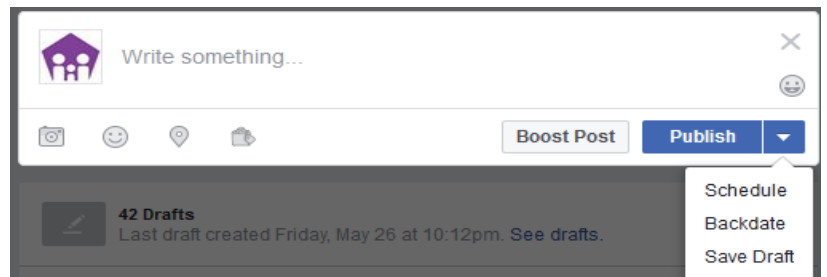 Write something...
Boost Post
Publish
Schedule
Backdate
Save Draft
42 Drafts
Last draft created Friday, May 26 at 10:12pm. See drafts.